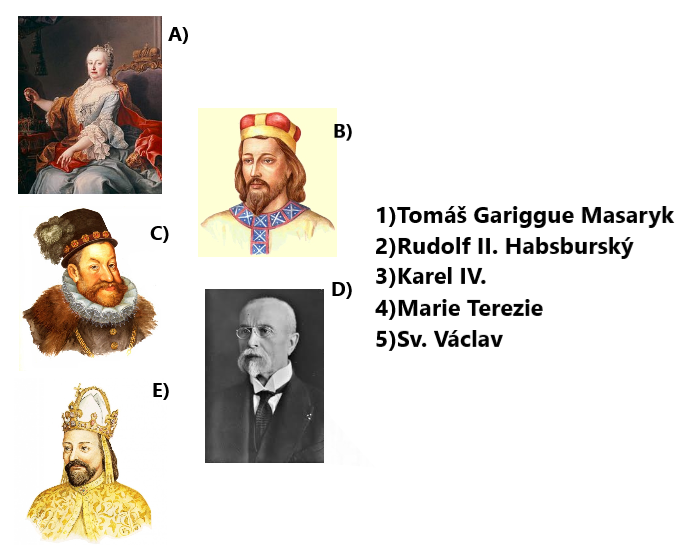 A)
B)
C)
D)
E)
1)Tomáš Gariggue Masaryk
2)Rudolf II. Habsburský
3)Karel IV.
4)Marie Terezie
5)Sv. Václav